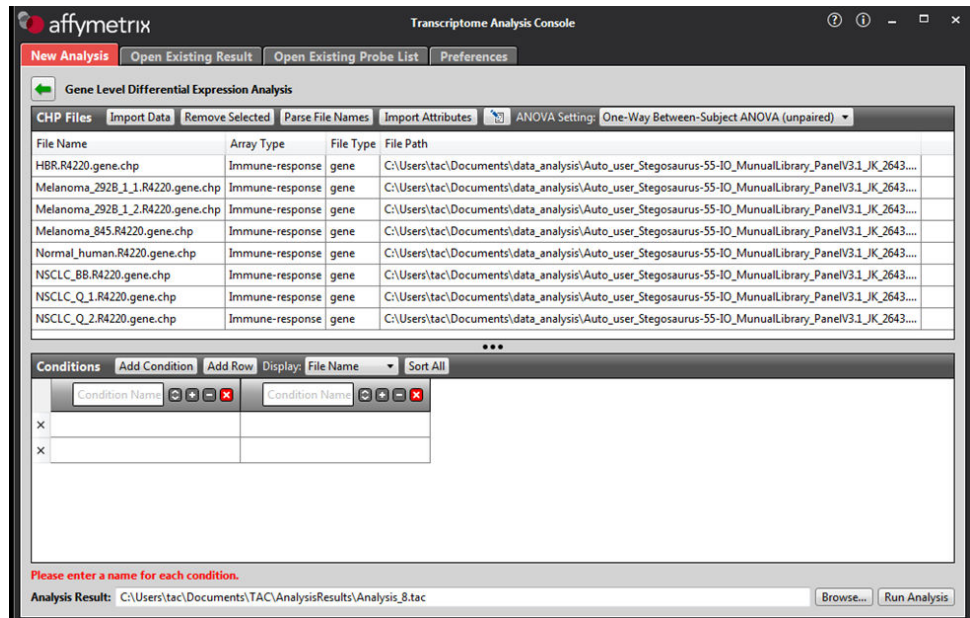 affymetrix
Transcriptome Analysis Console
New Analysis Open Existing Result Open Existing Probe List Preferences
Gene Level Differential Expression Analysis
CHP Files Import Data Remove Selected Parse File Names Import Attributes ANOVA Setting: One-Way Between-Subject ANOVA (unpaired)
File Name Array Type File Type File Path
HBR.R4220.gene.chp Immune-response gene C:\Users\tac\Documents\data_analysis\Auto_user_Stegosaurus-55-IO_MunualLibrary_PanelV3.1_JK_2643....
Melanoma_292B_1_1.R4220.gene.chp Immune-response gene C:\Users\tac\Documents\data_analysis\Auto_user_Stegosaurus-55-IO_MunualLibrary_PanelV3.1_JK_2643....
Melanoma_292B_1_2.R4220.gene.chp Immune-response gene C:\Users\tac\Documents\data_analysis\Auto_user_Stegosaurus-55-IO_MunualLibrary_PanelV3.1_JK_2643....
Melanoma_845.R4220.gene.chp Immune-response gene C:\Users\tac\Documents\data_analysis\Auto_user_Stegosaurus-55-IO_MunualLibrary_PanelV3.1_JK_2643....
Normal_human.R4220.gene.chp Immune-response gene C:\Users\tac\Documents\data_analysis\Auto_user_Stegosaurus-55-IO_MunualLibrary_PanelV3.1_JK_2643....
NSCLC_BB.R4220.gene.chp Immune-response gene C:\Users\tac\Documents\data_analysis\Auto_user_Stegosaurus-55-IO_MunualLibrary_PanelV3.1_JK_2643....
NSCLC_Q_1.R4220.gene.chp Immune-response gene C:\Users\tac\Documents\data_analysis\Auto_user_Stegosaurus-55-IO_MunualLibrary_PanelV3.1_JK_2643....
NSCLC_Q_2.R4220.gene.chp Immune-response gene C:\Users\tac\Documents\data_analysis\Auto_user_Stegosaurus-55-IO_MunualLibrary_PanelV3.1_JK_2643....
Conditions Add Condition Add Row Display: File Name Sort All
Condition Name Condition Name
Please enter a name for each condition.
Analysis Result: C:\Users\tac\Documents\TAC\AnalysisResults\Analysis_8.tac Browse... Run Analysis